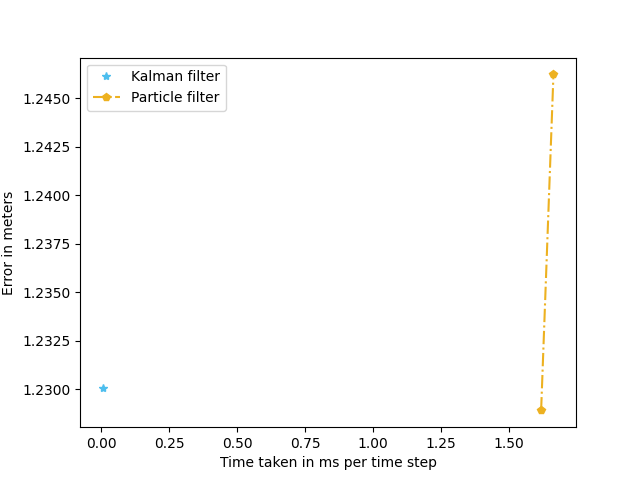 Kalman filter
Particle filter
Error in meters
1.2450
1.2425
1.2400
1.2375
1.2350
1.2325
1.2300
0.00 0.25 0.50 0.75 1.00 1.25 1.50
Time taken in ms per time step